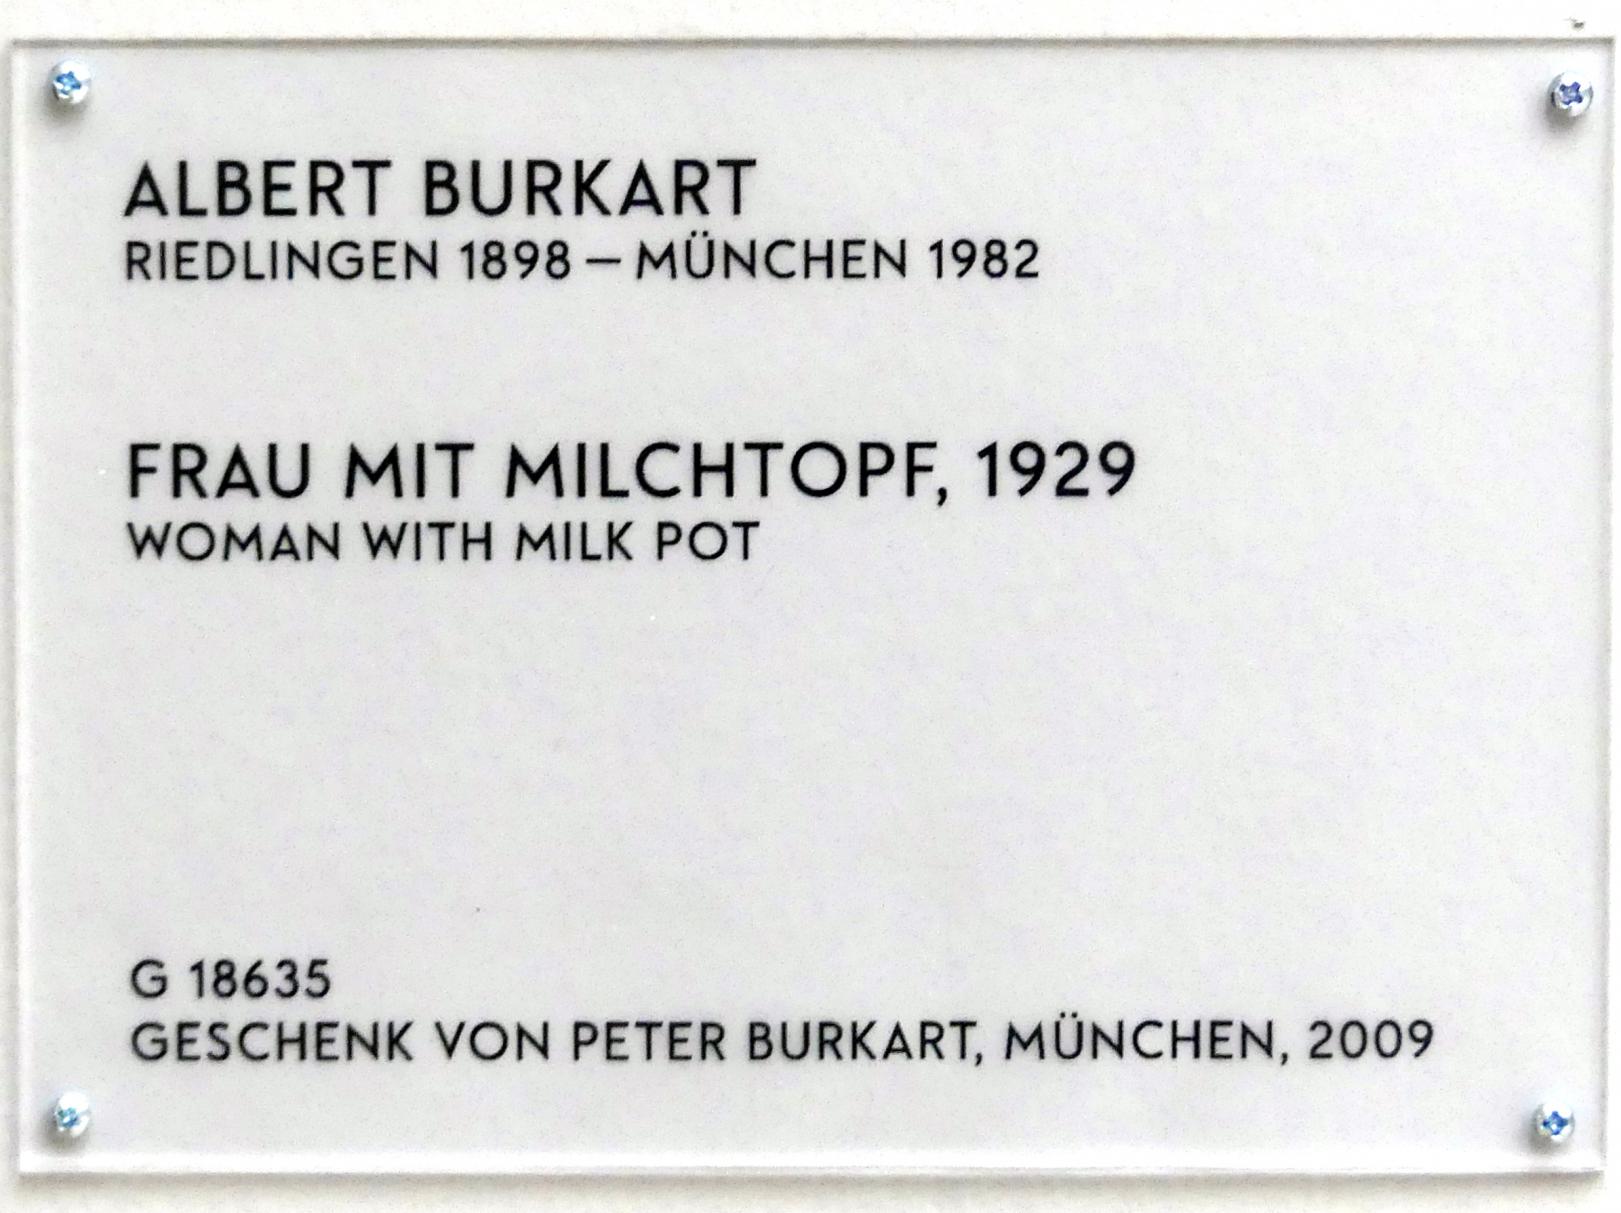 ALBERT BURKART
RIEDLINGEN 1898 – MÜNCHEN 1982
FRAU MIT MILCHTOPF, 1929
WOMAN WITH MILK POT
G 18635
GESCHENK VON PETER BURKART, MÜNCHEN, 2009